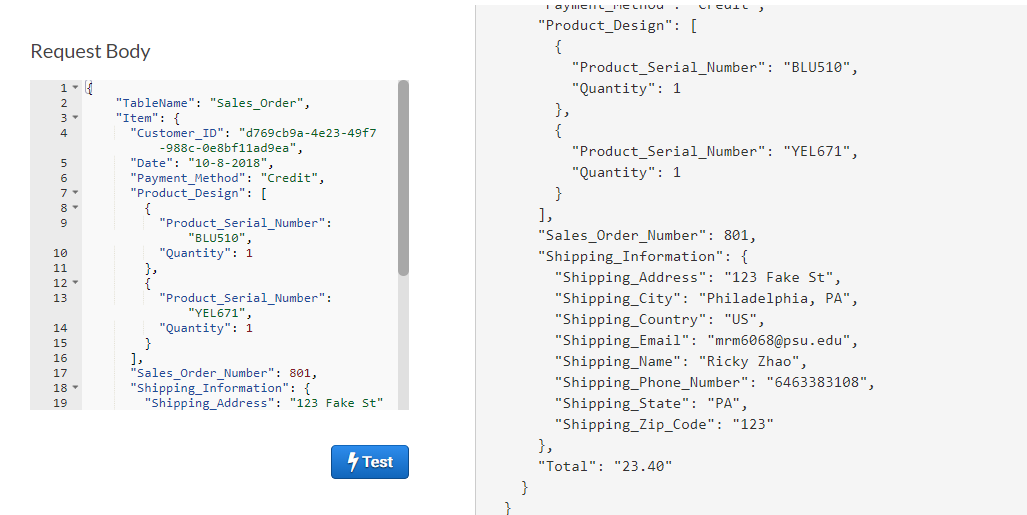 Request Body
1 {
2 "TableName": "Sales_Order",
3 "Item": {
4 "Customer_ID": "d769cb9a-4e23-49f7
-988c-0e8bf11ad9ea",
5 "Date": "10-8-2018",
6 "Payment_Method": "Credit",
7 "Product_Design": [
8 {
9 "Product_Serial_Number":
"BLU510",
10 "Quantity": 1
11 },
12 {
13 "Product_Serial_Number":
"YEL671",
14 "Quantity": 1
15 }
16 ],
17 "Sales_Order_Number": 801,
18 "Shipping_Information": {
19 "Shipping_Address": "123 Fake St"
Test
"Payment_Method": "Credit",
"Product_Design": [
{
"Product_Serial_Number": "BLU510",
"Quantity": 1
},
{
"Product_Serial_Number": "YEL671",
"Quantity": 1
}
],
"Sales_Order_Number": 801,
"Shipping_Information": {
"Shipping_Address": "123 Fake St",
"Shipping_City": "Philadelphia, PA",
"Shipping_Country": "US",
"Shipping_Email": "mrm6068@psu.edu",
"Shipping_Name": "Ricky Zhao",
"Shipping_Phone_Number": "6463383108",
"Shipping_State": "PA",
"Shipping_Zip_Code": "123"
},
"Total": "23.40"
}
}